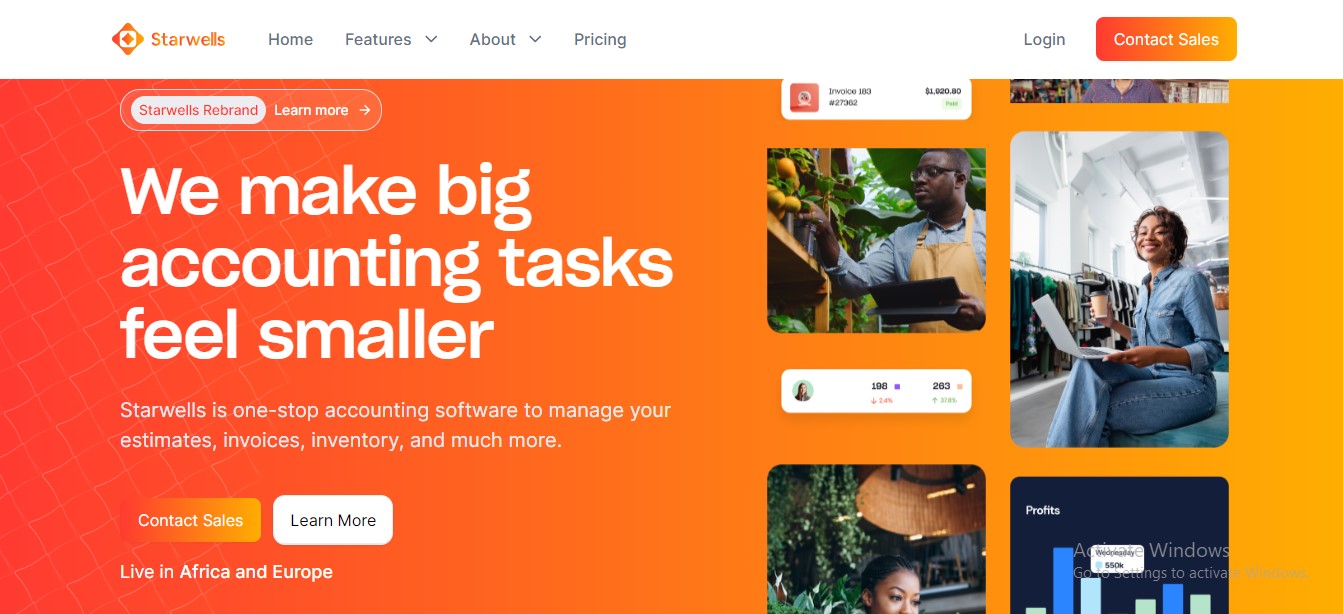 Starwells
Home
Features
About
Pricing
Login
Contact Sales
Starwells Rebrand
Learn more →
Invoice 183
$1,920.80
#27362
Paid
We make big
accounting tasks
feel smaller
198
263
↓ 2.4%
↑ 37.8%
Starwells is one-stop accounting software to manage your
estimates, invoices, inventory, and much more.
Contact Sales
Learn More
Live in Africa and Europe
Profits
Wednesday
550k
Activate Windows
Go to Settings to activate Windows.